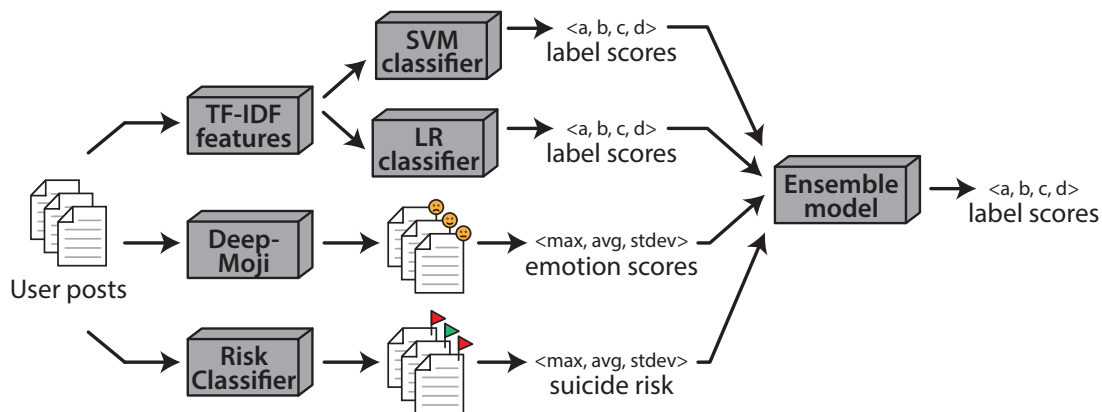 SVM
classifier
<a, b, c, d>
label scores
TF-IDF
features
LR
classifier
<a, b, c, d>
label scores
Ensemble
model
<a, b, c, d>
label scores
User posts
Deep-
Moji
<max, avg, stdev>
emotion scores
Risk
Classifier
<max, avg, stdev>
suicide risk